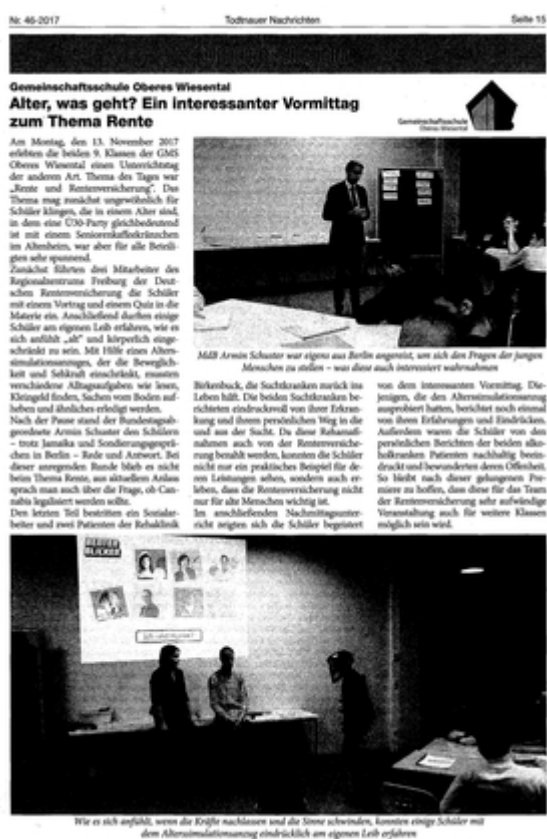 Nr. 46-2017
Todtnauer Nachrichten
Seite 15
Gemeinschaftsschule Oberes Wiesental
Alter, was geht? Ein interessanter Vormittag
zum Thema Rente
Gemeinschaftsschule
Oberes Wiesental
Am Montag, den 13. November 2017
erlebten die beiden 9. Klassen der GMS
Oberes Wiesental einen Unterrichtstag
der anderen Art. Thema des Tages war
„Rente und Rentenversicherung“. Das
Thema mag zunächst ungewöhnlich für
Schüler klingen, die in einem Alter sind,
in dem eine Ü30-Party gleichbedeutend
ist mit einem Seniorenkaffeekränzchen
im Altenheim, war aber für alle Beteilig-
ten sehr spannend.
Zunächst führten drei Mitarbeiter des
Regionalzentrums Freiburg der Deut-
schen Rentenversicherung die Schüler
mit einem Vortrag und einem Quiz in die
Materie ein. Anschließend durften einige
Schüler am eigenen Leib erfahren, wie es
sich anfühlt „alt“ und körperlich einge-
schränkt zu sein. Mit Hilfe eines Alters-
simulationsanzuges, der die Beweglich-
keit und Sehkraft einschränkt, mussten
verschiedene Alltagsaufgaben wie lesen,
Kleingeld finden, Sachen vom Boden auf-
heben und ähnliches erledigt werden.
Nach der Pause stand der Bundestagsab-
geordnete Armin Schuster den Schülern
– trotz Jamaika und Sondierungsgesprä-
chen in Berlin – Rede und Antwort. Bei
dieser anregenden Runde blieb es nicht
beim Thema Rente, aus aktuellem Anlass
sprach man auch über die Frage, ob Can-
nabis legalisiert werden sollte.
Den letzten Teil bestritten ein Sozialar-
beiter und zwei Patienten der Rehaklinik
MdB Armin Schuster war eigens aus Berlin angereist, um sich den Fragen der jungen
Menschen zu stellen – was diese auch interessiert wahrnahmen
Birkenbuck, die Suchtkranken zurück ins
Leben hilft. Die beiden Suchtkranken be-
richteten eindrucksvoll von ihrer Erkran-
kung und ihrem persönlichen Weg in die
und aus der Sucht. Da diese Rehamaß-
nahmen auch von der Rentenversiche-
rung bezahlt werden, konnten die Schüler
nicht nur ein praktisches Beispiel für de-
ren Leistungen sehen, sondern auch er-
leben, dass die Rentenversicherung nicht
nur für alte Menschen wichtig ist.
Im anschließenden Nachmittagsunter-
richt zeigten sich die Schüler begeistert
von dem interessanten Vormittag. Die-
jenigen, die den Alterssimulationsanzug
ausprobiert hatten, berichtet noch einmal
von ihren Erfahrungen und Eindrücken.
Außerdem waren die Schüler von den
persönlichen Berichten der beiden alko-
holkranken Patienten nachhaltig beein-
druckt und bewunderten deren Offenheit.
So bleibt nach dieser gelungenen Pre-
miere zu hoffen, dass diese für das Team
der Rentenversicherung sehr aufwändige
Veranstaltung auch für weitere Klassen
möglich sein wird.
RENTEN
BLICKER
Wie es sich anfühlt, wenn die Kräfte nachlassen und die Sinne schwinden, konnten einige Schüler mit
dem Alterssimulationsanzug eindrücklich am eigenen Leib erfahren